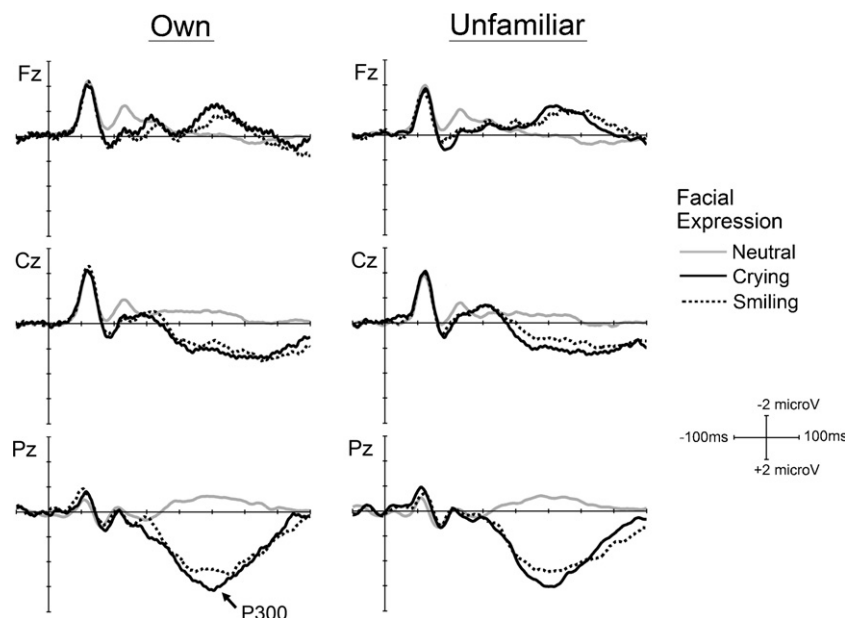 Own
Unfamiliar
Fz
Fz
Cz
Cz
Pz
Pz
P300
Facial
Expression
Neutral
Crying
Smiling
-2 microV
-100ms
100ms
+2 microV